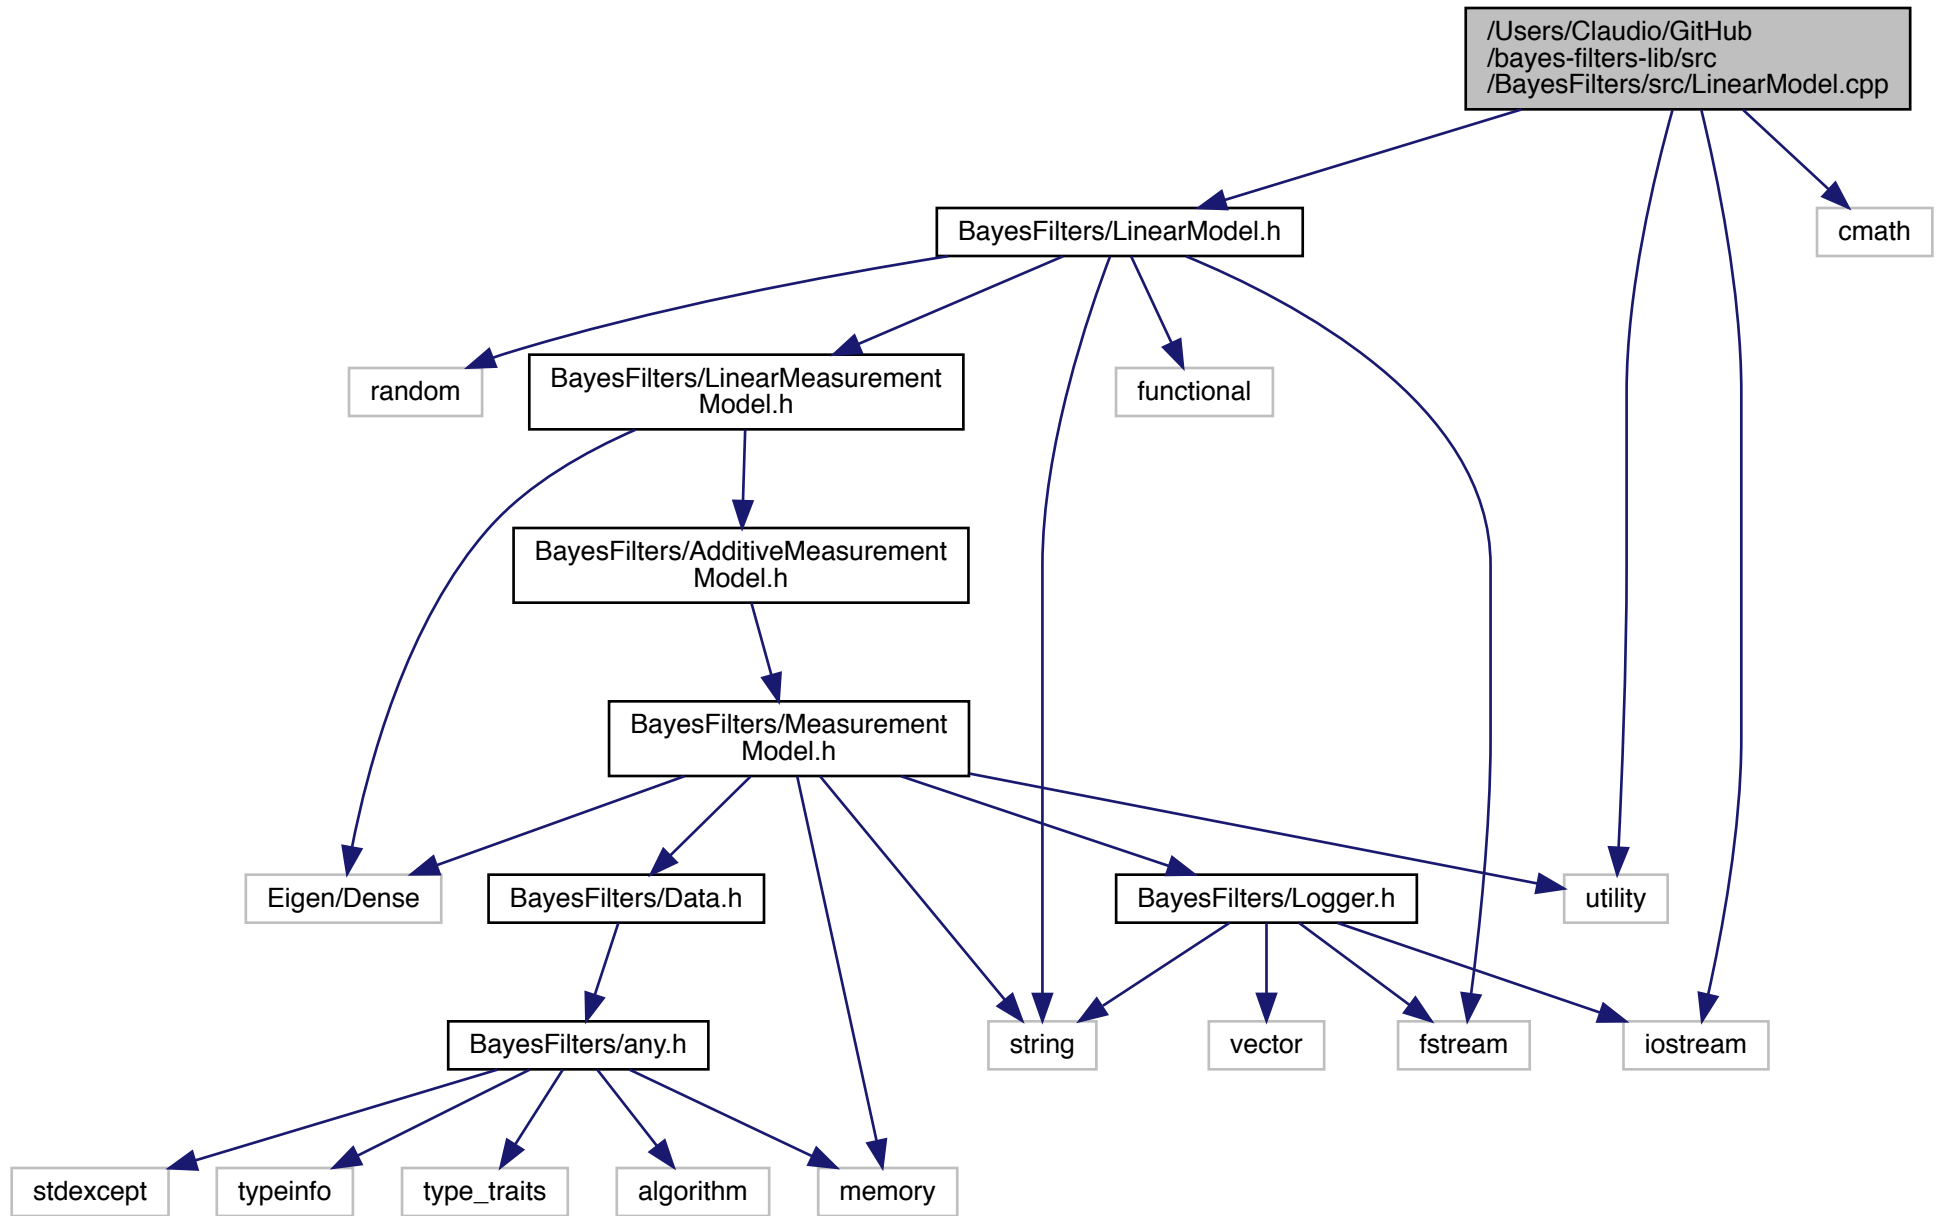 /Users/Claudio/GitHub
/bayes-filters-lib/src
/BayesFilters/src/LinearModel.cpp
BayesFilters/LinearModel.h
cmath
random
BayesFilters/LinearMeasurement
Model.h
functional
BayesFilters/AdditiveMeasurement
Model.h
BayesFilters/Measurement
Model.h
Eigen/Dense
BayesFilters/Data.h
BayesFilters/Logger.h
utility
BayesFilters/any.h
string
vector
fstream
iostream
stdexcept
typeinfo
type_traits
algorithm
memory